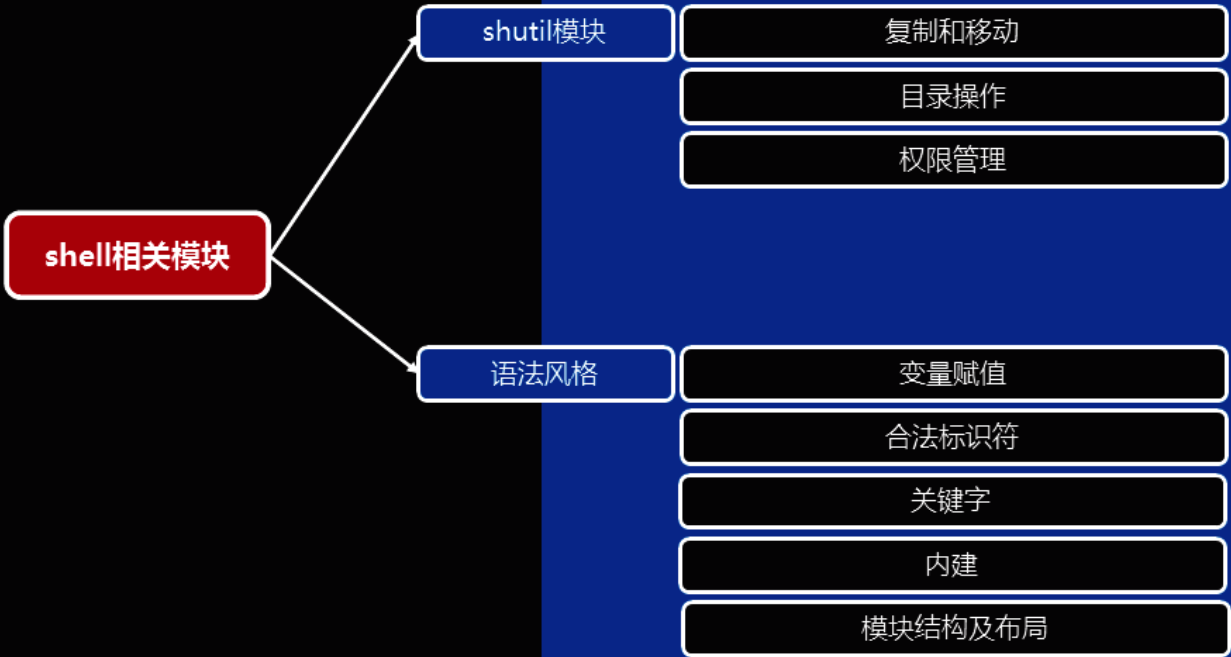 shell相关模块
shutil模块
复制和移动
目录操作
权限管理
语法风格
变量赋值
合法标识符
关键字
内建
模块结构及布局